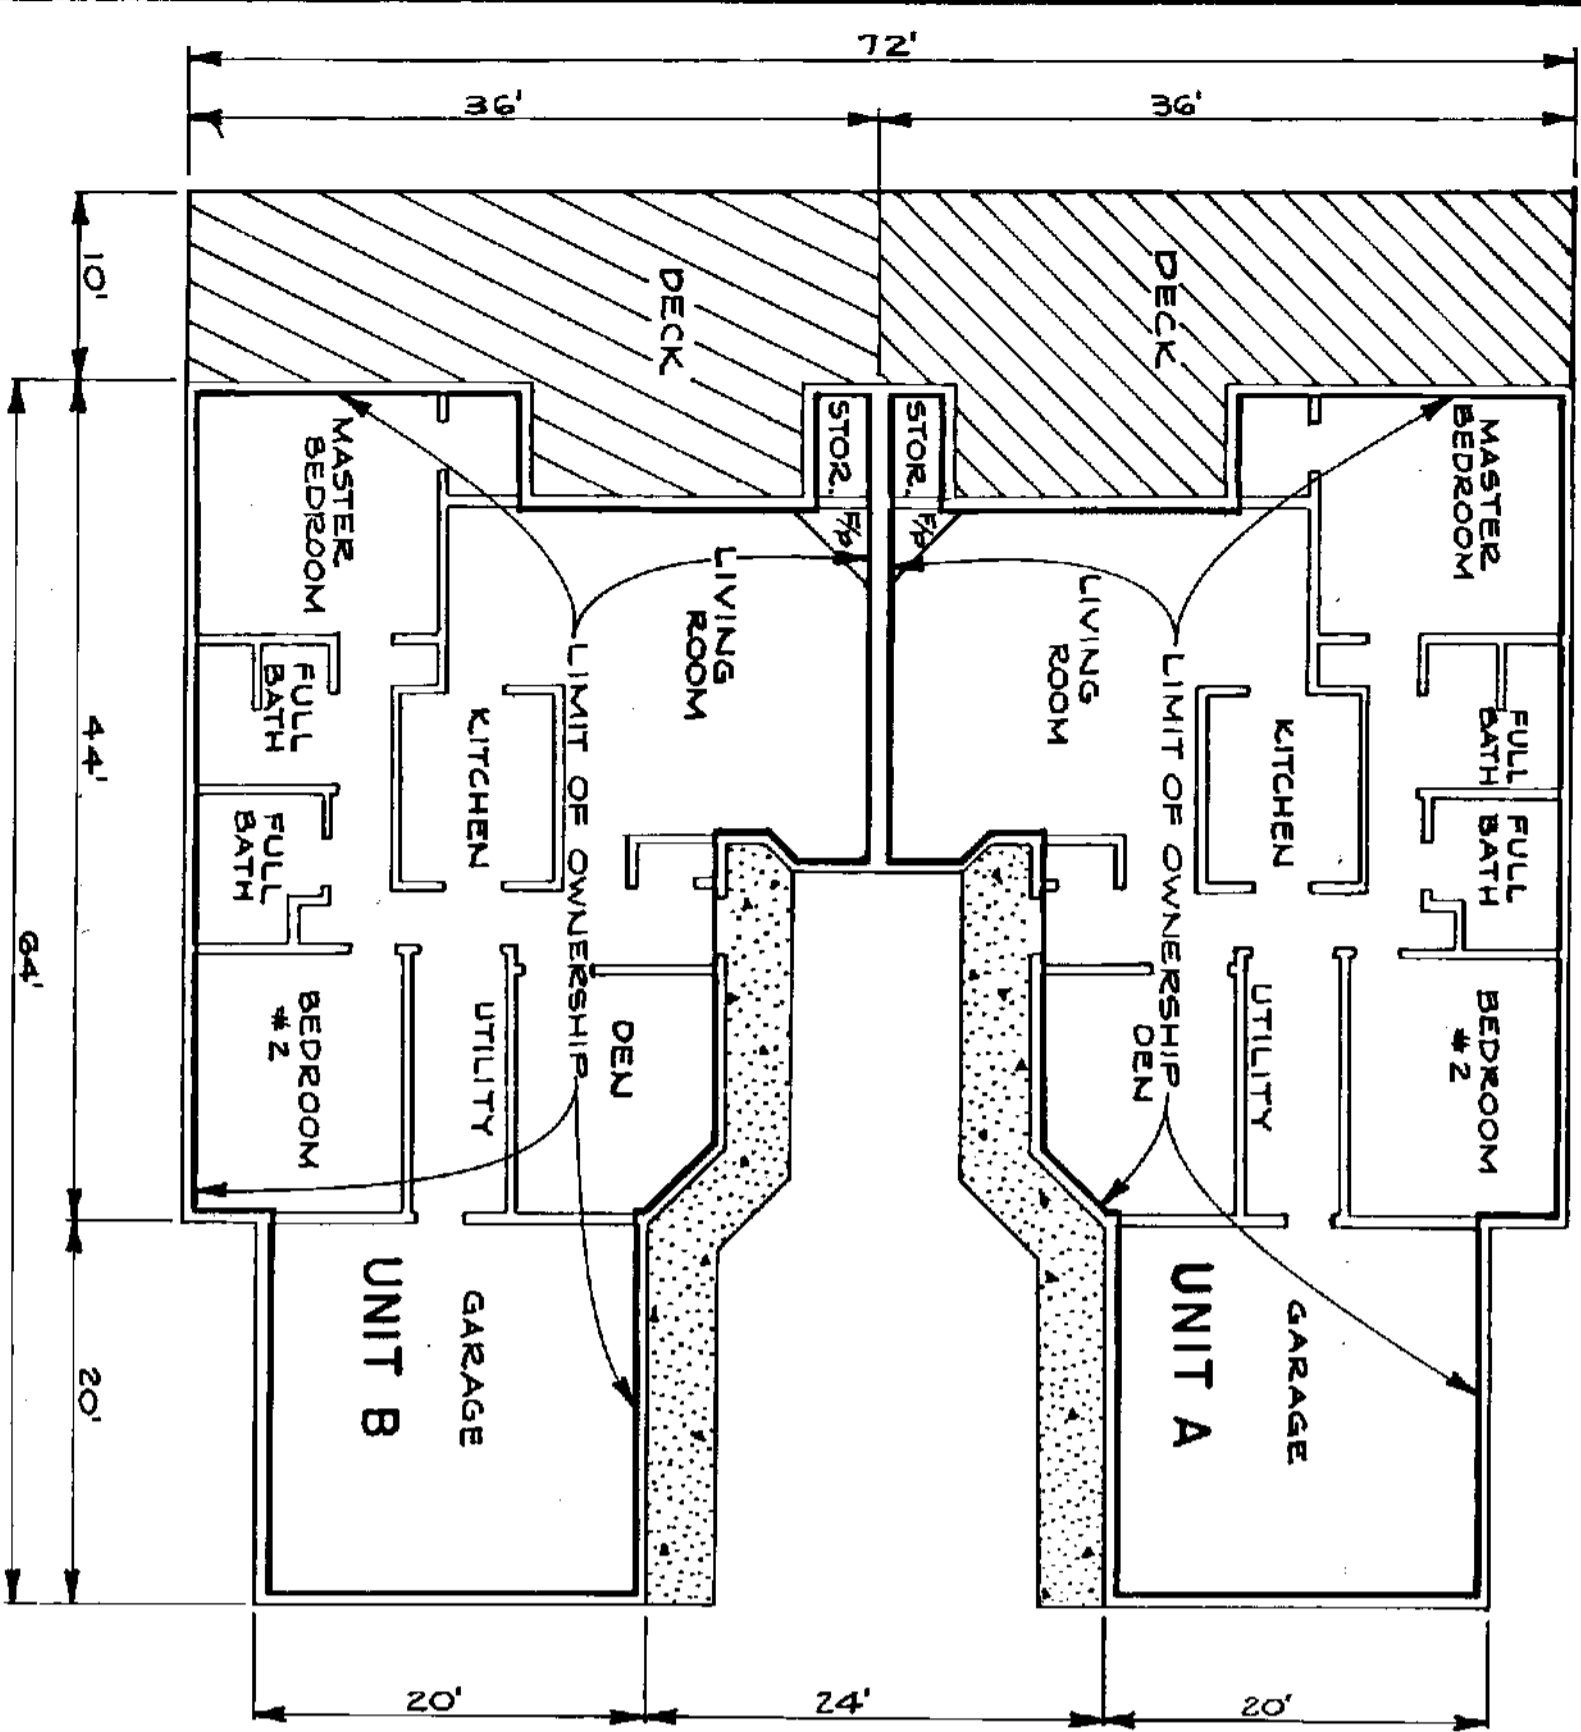 72'
36'
36'
10'
44'
64'
20'
20'
24'
20'
DECK
DECK
STOR.
STOR.
F/p
F/p
MASTER
BEDROOM
MASTER
BEDROOM
LIVING
ROOM
LIVING
ROOM
LIMIT OF OWNERSHIP
LIMIT OF OWNERSHIP
FULL
BATH
FULL
BATH
KITCHEN
KITCHEN
FULL
BATH
FULL
BATH
BEDROOM
#2
BEDROOM
#2
UTILITY
UTILITY
DEN
DEN
GARAGE
GARAGE
UNIT B
UNIT A